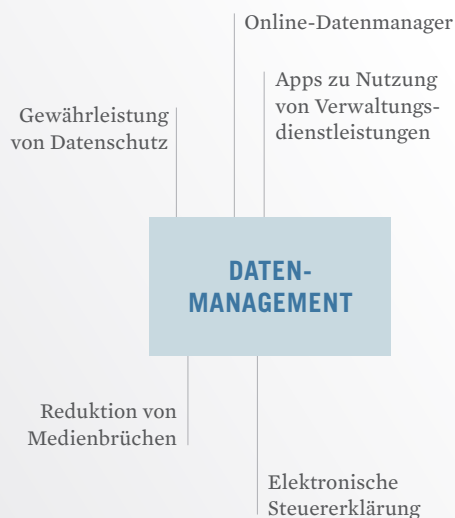 Online-Datenmanager
Apps zu Nutzung
von Verwaltungs-
dienstleistungen
Gewährleistung
von Datenschutz
DATEN-
MANAGEMENT
Reduktion von
Medienbrüchen
Elektronische
Steuererklärung